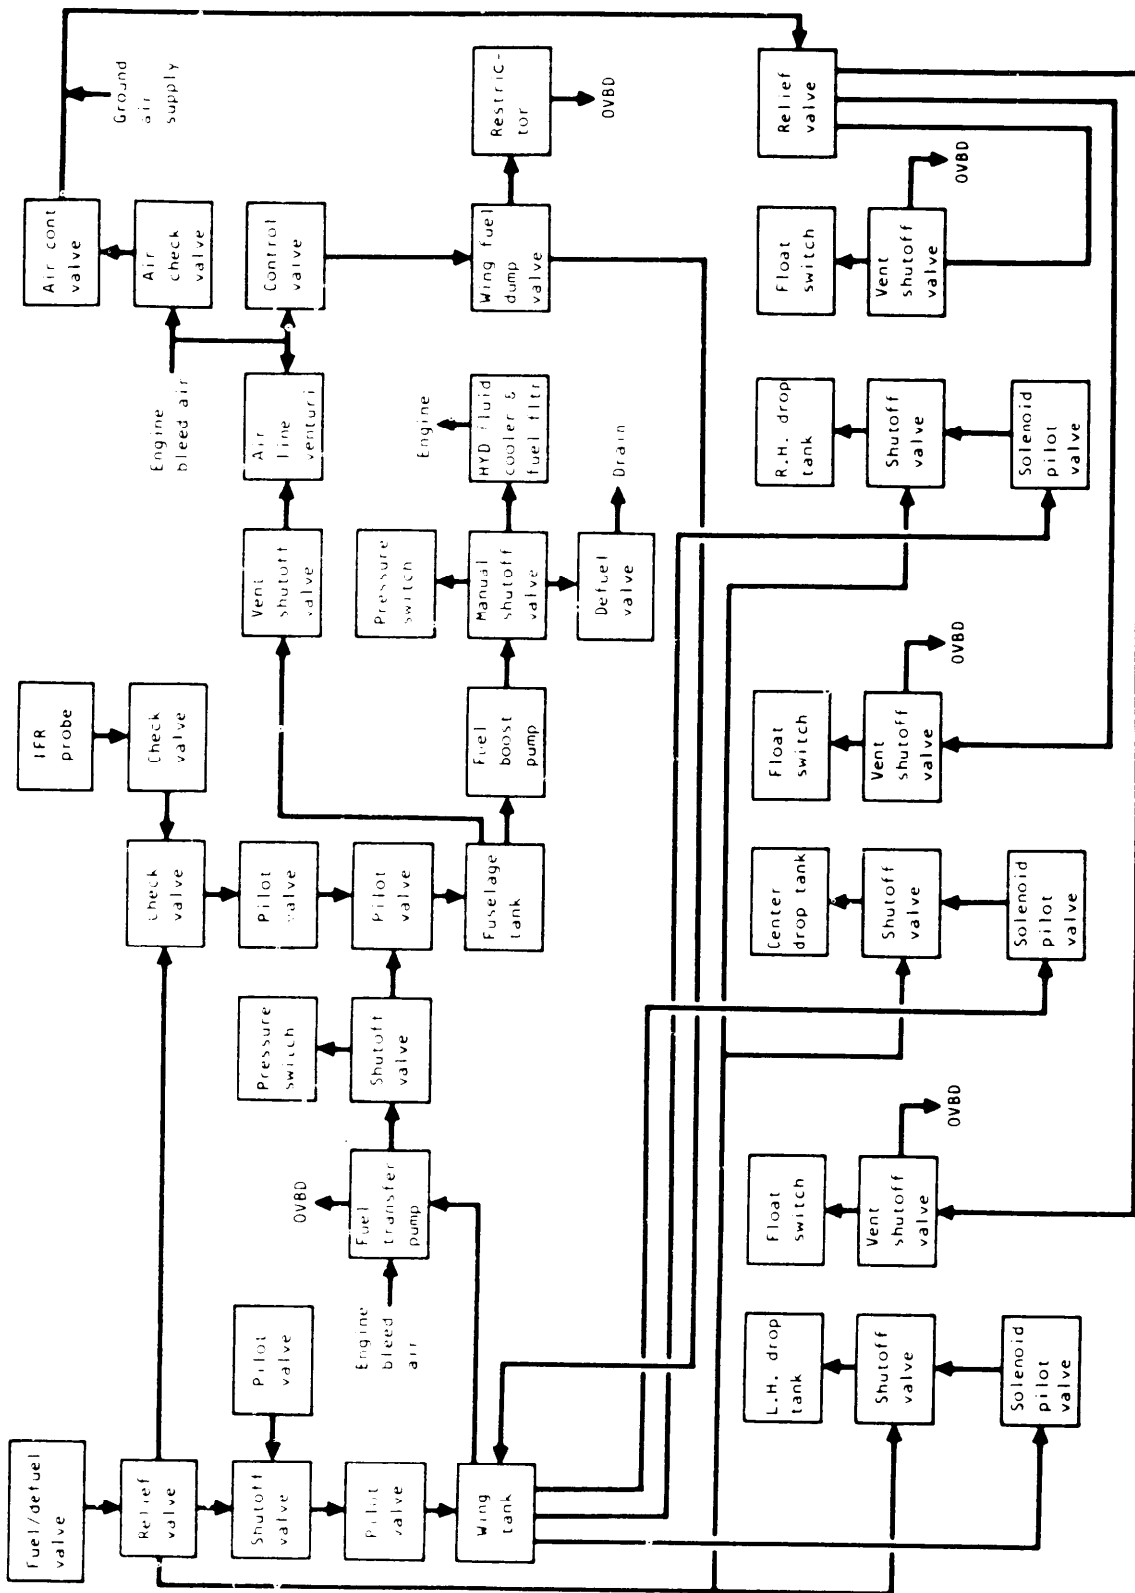 Fuel/defuel
valve
Relief
valve
Shutoff
valve
Pilot
valve
Pilot
valve
Wing
tank
Engine
bleed
air
Fuel
transfer
pump
OVBD
Pressure
switch
Shutoff
valve
IFR
probe
Check
valve
Check
valve
Pilot
valve
Pilot
valve
Fuselage
tank
Fuel
boost
pump
Vent
shutoff
valve
Pressure
switch
Manual
shutoff
valve
Defuel
valve
Drain
Engine
bleed air
Air
line
venturi
Engine
HYD fluid
cooler &
fuel fltr
Air cont
valve
Air
check
valve
Control
valve
Wing fuel
dump
valve
Ground
air
supply
Restric-
tor
OVBD
L.H. drop
tank
Shutoff
valve
Solenoid
pilot
valve
Float
switch
Vent
shutoff
valve
OVBD
Center
drop tank
Shutoff
valve
Solenoid
pilot
valve
Float
switch
Vent
shutoff
valve
OVBD
R.H. drop
tank
Shutoff
valve
Solenoid
pilot
valve
Float
switch
Vent
shutoff
valve
OVBD
Relief
valve